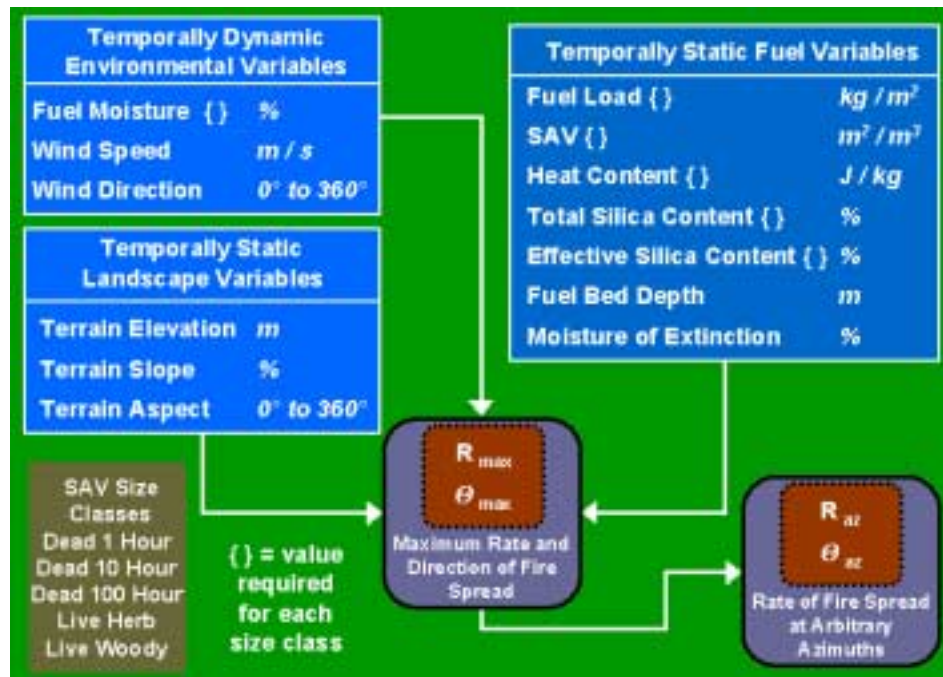 Temporally Dynamic
Environmental Variables
Fuel Moisture { } %
Wind Speed m / s
Wind Direction 0° to 360°
Temporally Static
Landscape Variables
Terrain Elevation m
Terrain Slope %
Terrain Aspect 0° to 360°
Temporally Static Fuel Variables
Fuel Load { } kg / m²
SAV { } m² / m³
Heat Content { } J / kg
Total Silica Content { } %
Effective Silica Content { } %
Fuel Bed Depth m
Moisture of Extinction %
SAV Size
Classes
Dead 1 Hour
Dead 10 Hour
Dead 100 Hour
Live Herb
Live Woody
{ } = value
required
for each
size class
R max
Θ max
Maximum Rate and
Direction of Fire
Spread
R az
Θ az
Rate of Fire Spread
at Arbitrary
Azimuths